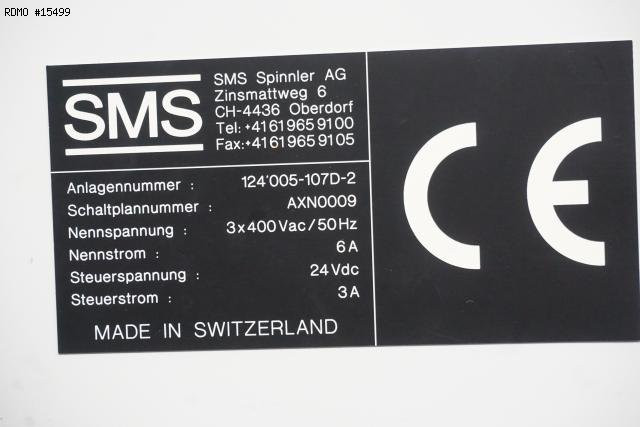 RDMO #15499
SMS
SMS Spinnler AG
Zinsmattweg 6
CH-4436 Oberdorf
Tel:+41619659100
Fax:+41619659105
Anlagennummer : 124'005-107D-2
Schaltplannummer : AXN0009
Nennspannung : 3x400Vac/50Hz
Nennstrom : 6A
Steuerspannung : 24Vdc
Steuerstrom : 3A
MADE IN SWITZERLAND
CE